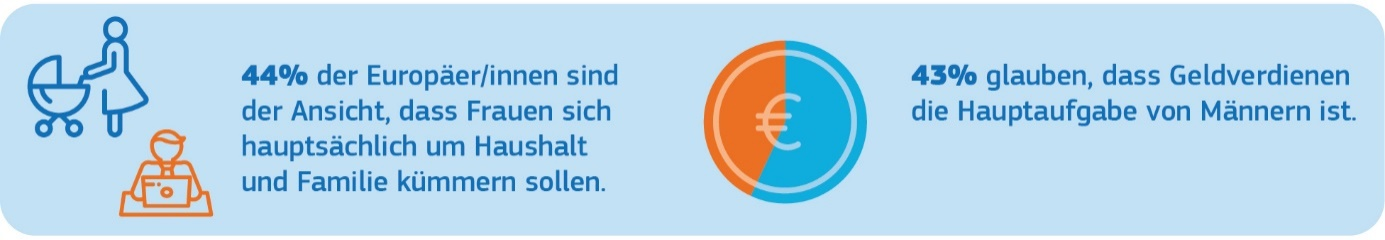 44% der Europäer/innen sind
der Ansicht, dass Frauen sich
hauptsächlich um Haushalt
und Familie kümmern sollen.
€
43% glauben, dass Geldverdienen
die Hauptaufgabe von Männern ist.